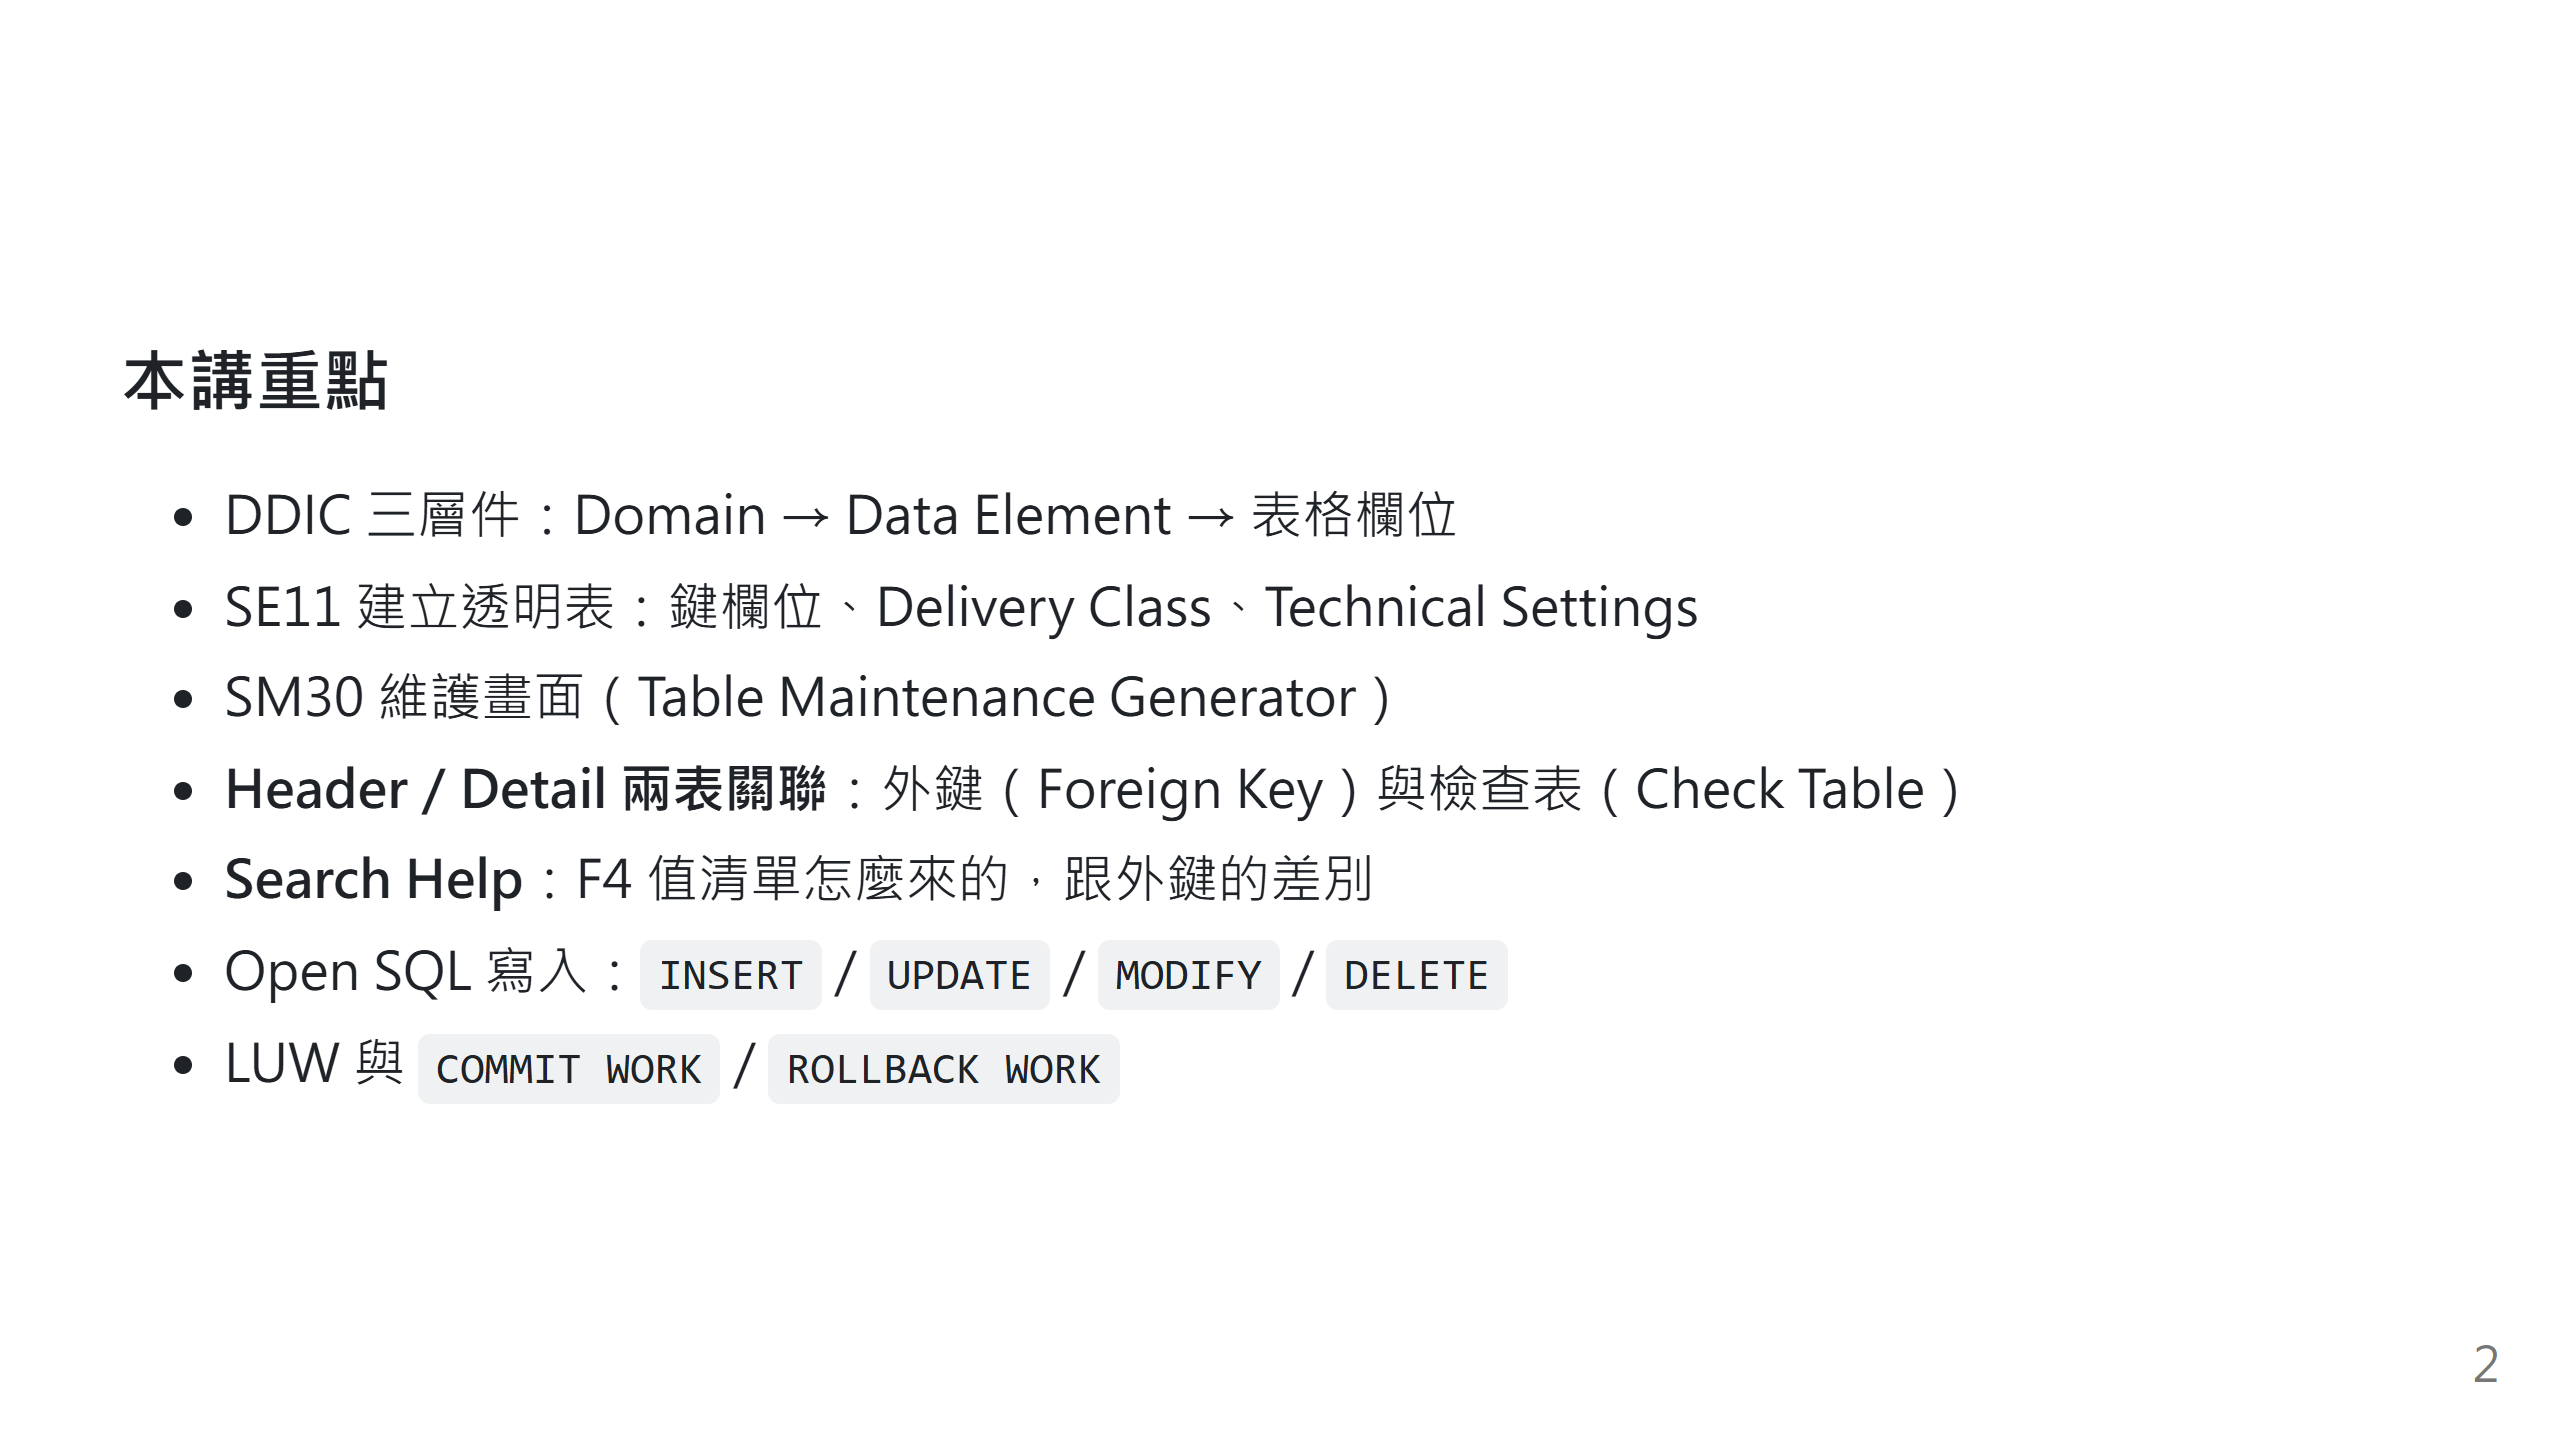 本講重點
DDIC 三層件：Domain → Data Element → 表格欄位
SE11 建立透明表：鍵欄位、Delivery Class、Technical Settings
SM30 維護畫面（Table Maintenance Generator）
Header / Detail 兩表關聯：外鍵（Foreign Key）與檢查表（Check Table）
Search Help：F4 值清單怎麼來的，跟外鍵的差別
Open SQL 寫入：INSERT / UPDATE / MODIFY / DELETE
LUW 與 COMMIT WORK / ROLLBACK WORK
2